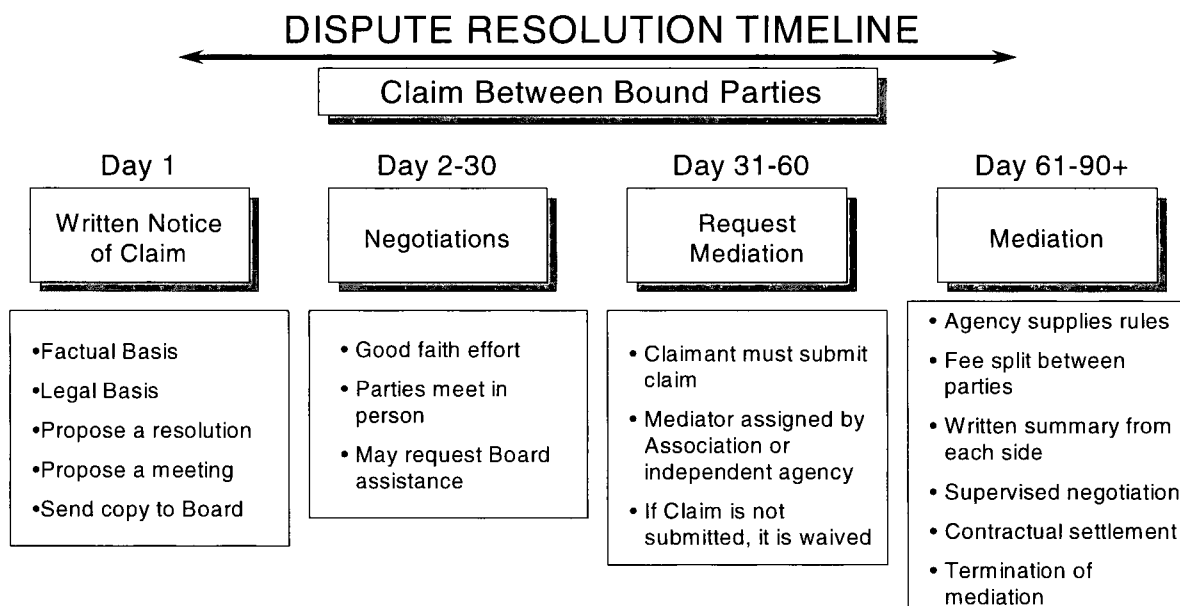 DISPUTE RESOLUTION TIMELINE
Claim Between Bound Parties
Day 1
Written Notice
of Claim
•Factual Basis
•Legal Basis
•Propose a resolution
•Propose a meeting
•Send copy to Board
Day 2-30
Negotiations
• Good faith effort
• Parties meet in
person
• May request Board
assistance
Day 31-60
Request
Mediation
• Claimant must submit
claim
• Mediator assigned by
Association or
independent agency
• If Claim is not
submitted, it is waived
Day 61-90+
Mediation
• Agency supplies rules
• Fee split between
parties
• Written summary from
each side
• Supervised negotiation
• Contractual settlement
• Termination of
mediation